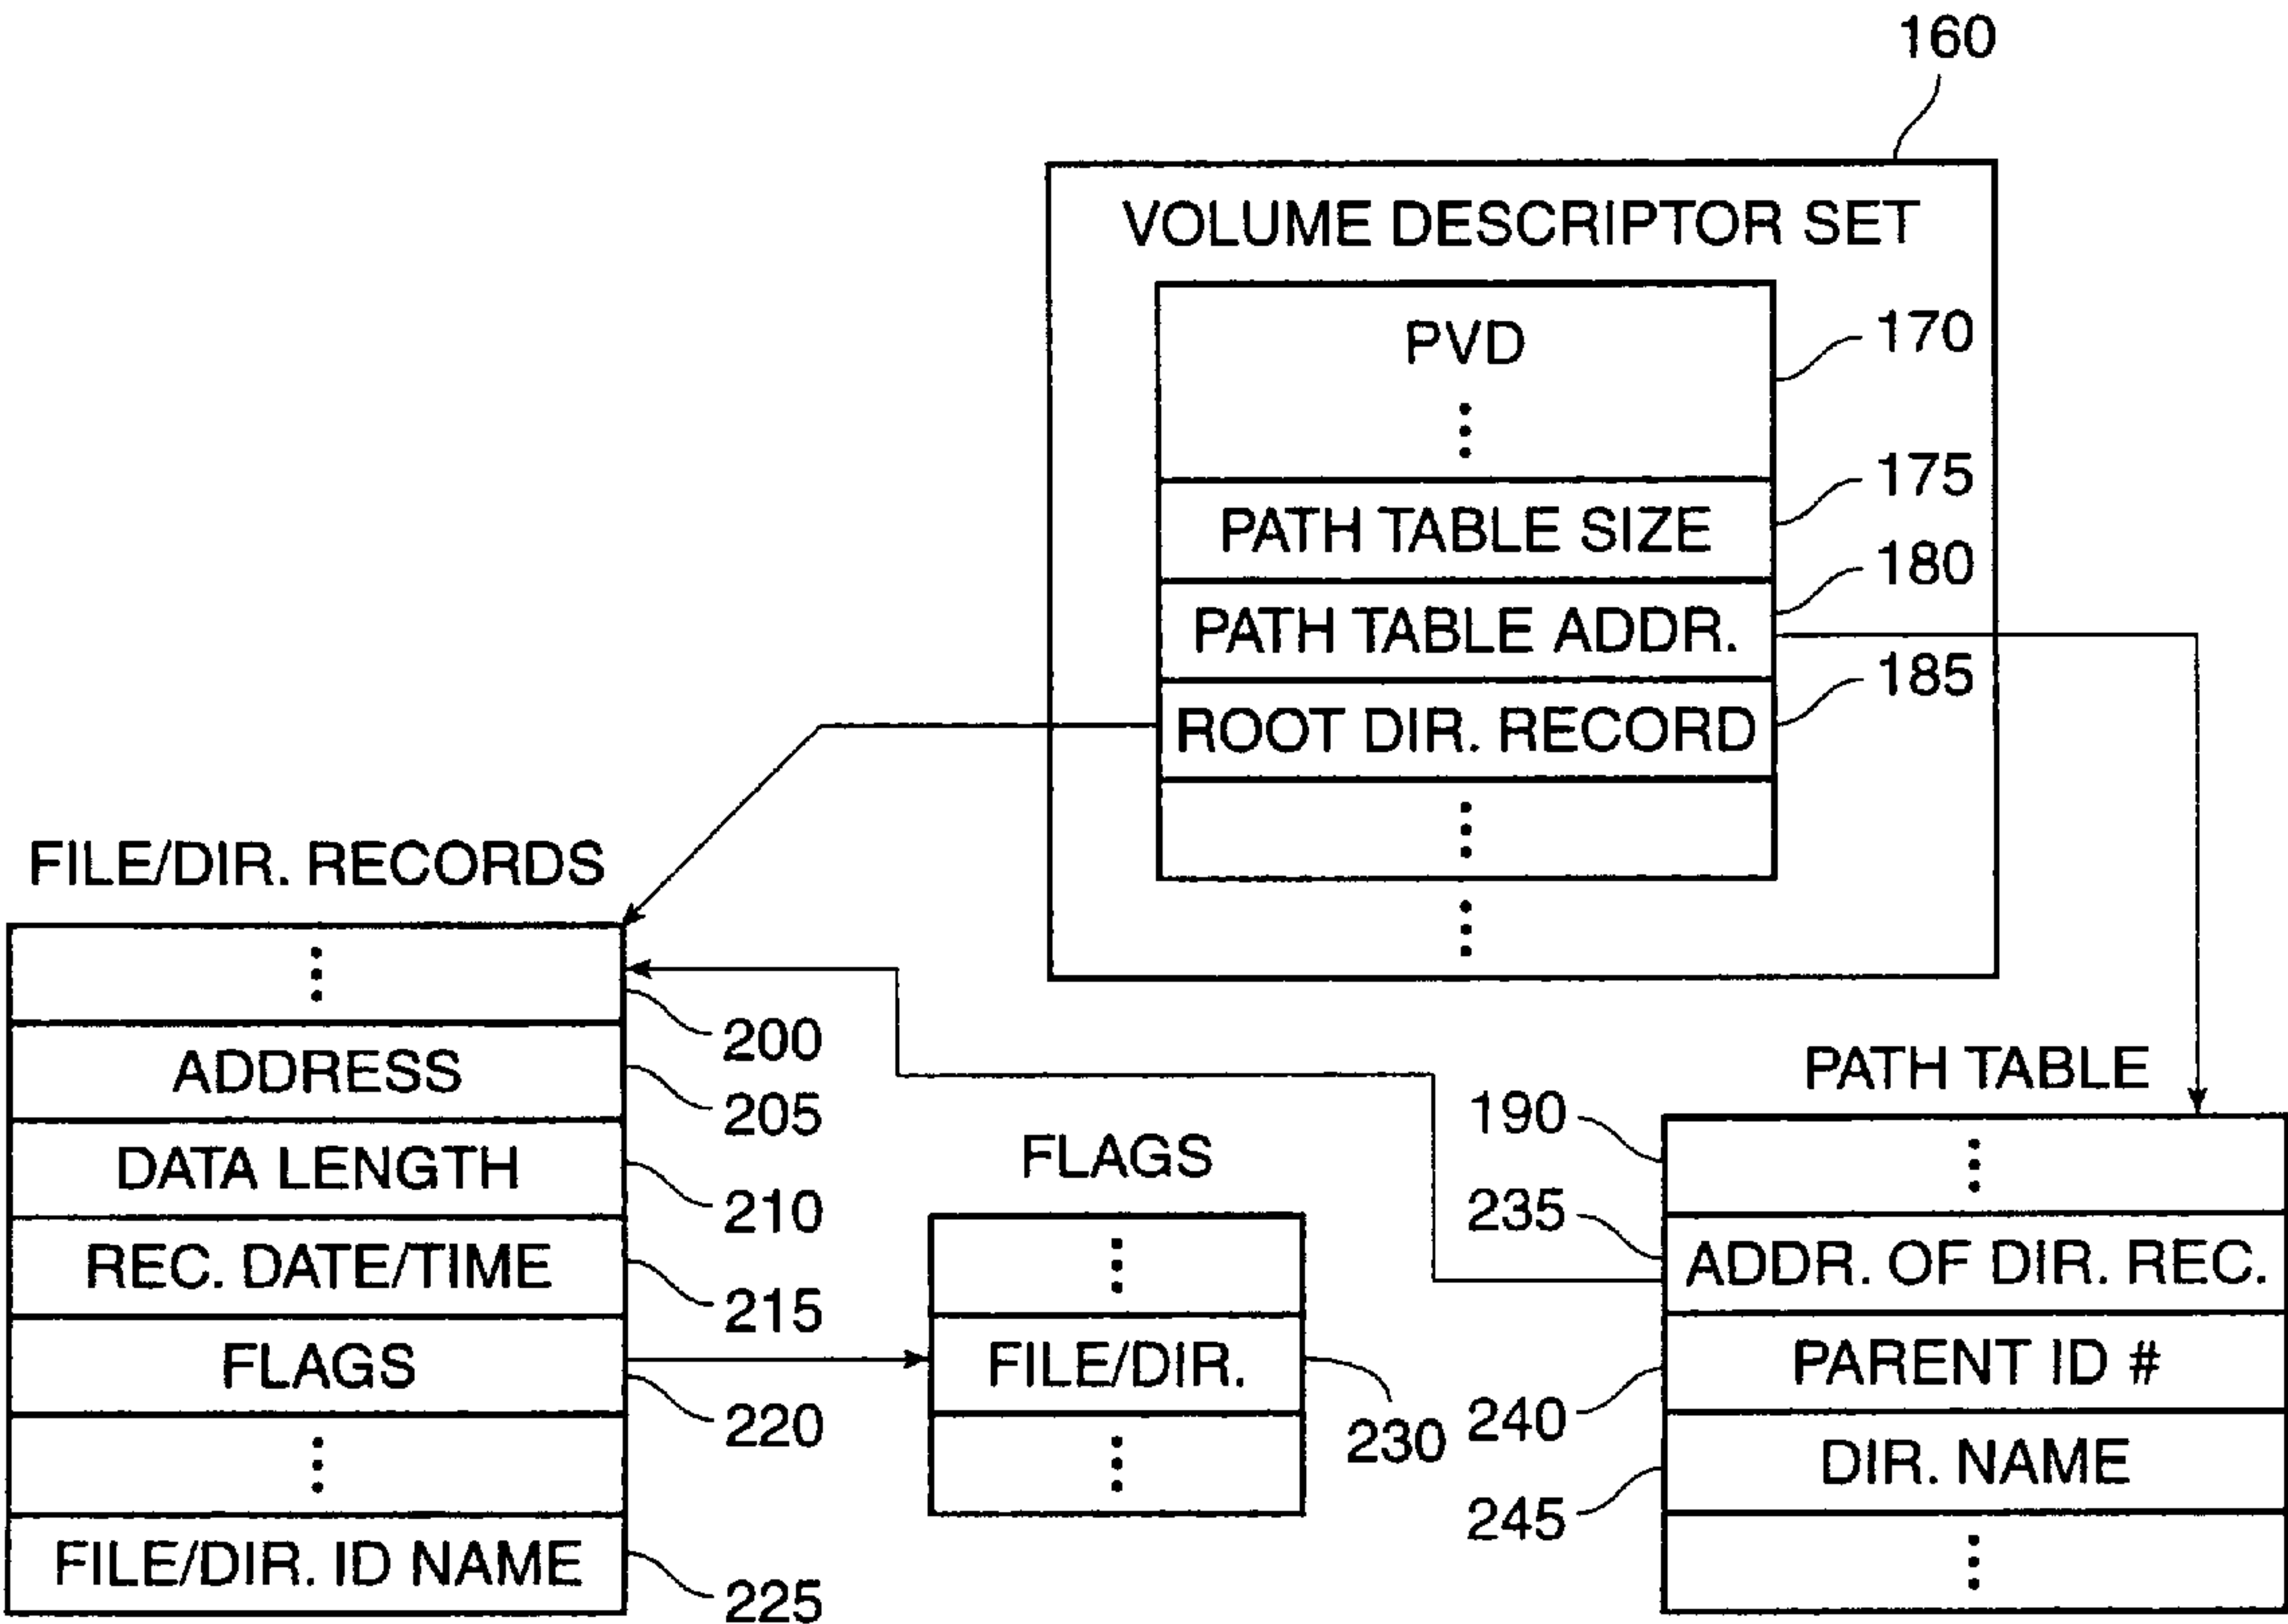 160
VOLUME DESCRIPTOR SET
PVD
170
175
PATH TABLE SIZE
180
PATH TABLE ADDR.
185
ROOT DIR. RECORD
FILE/DIR. RECORDS
200
ADDRESS
205
DATA LENGTH
210
REC. DATE/TIME
215
FLAGS
220
FILE/DIR. ID NAME
225
FLAGS
FILE/DIR.
230
PATH TABLE
190
235
ADDR. OF DIR. REC.
PARENT ID #
240
DIR. NAME
245